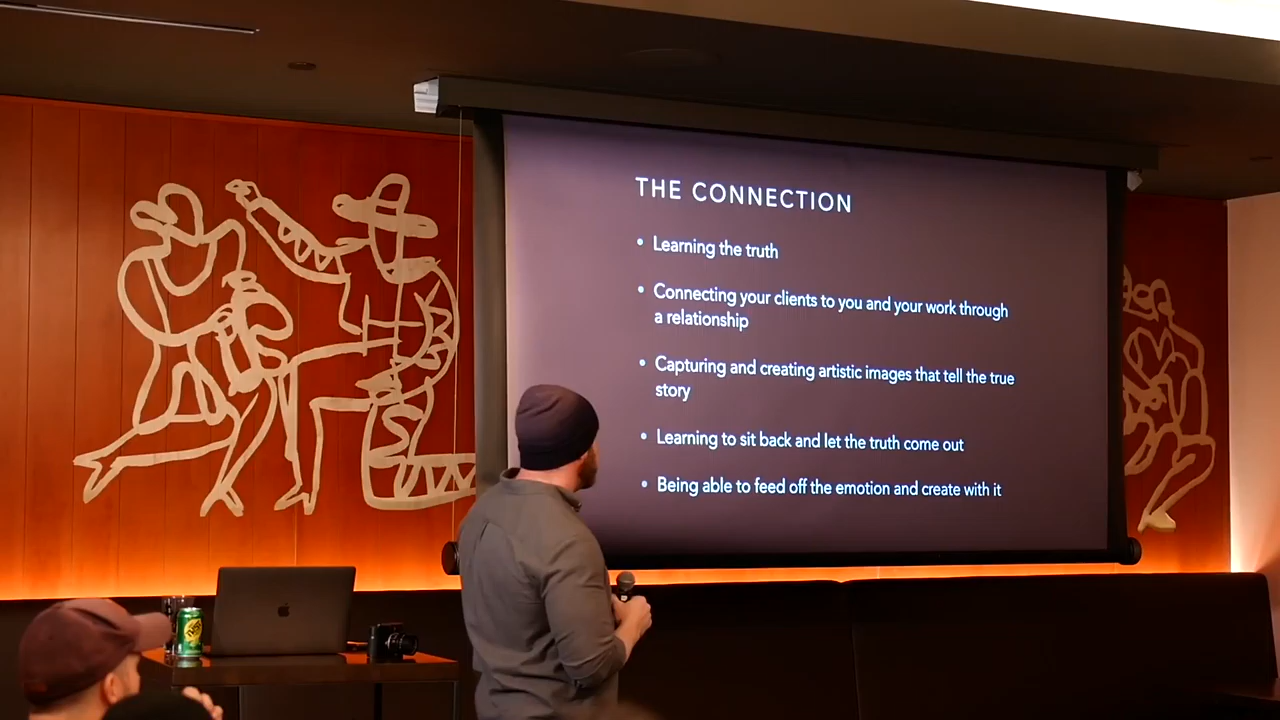 THE CONNECTION
• Learning the truth
• Connecting your clients to you and your work through
a relationship
• Capturing and creating artistic images that tell the true
story
• Learning to sit back and let the truth come out
• Being able to feed off the emotion and create with it